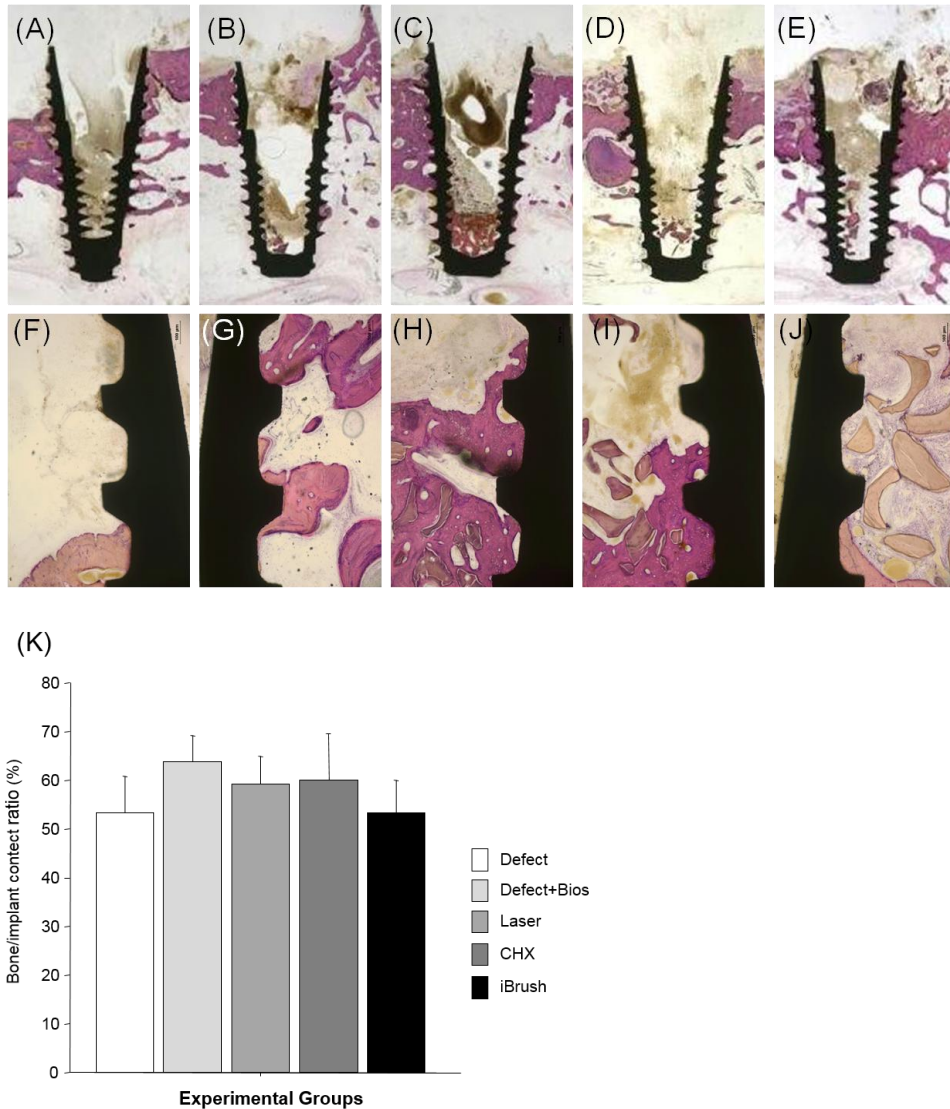 (A) (B) (C) (D) (E)
(F) (G) (H) (I) (J)
(K)
80
70
60
50
40
30
20
10
0
Bone/implant contect ratio (%)
Experimental Groups
Defect
Defect+Bios
Laser
CHX
iBrush